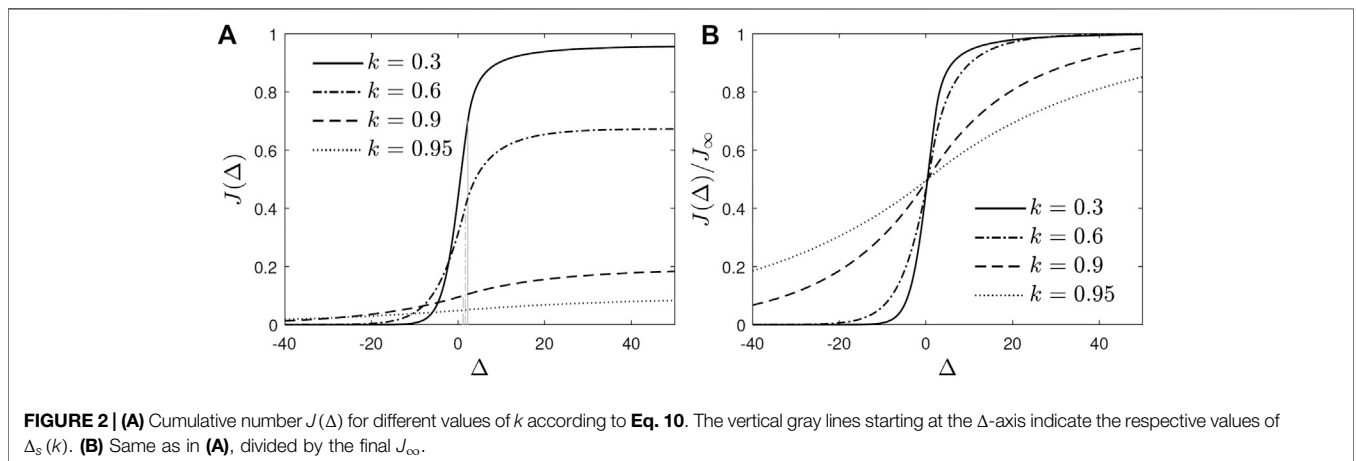 A
1
0.8
0.6
0.4
0.2
0
J(Δ)
k = 0.3
k = 0.6
k = 0.9
k = 0.95
-40
-20
0
20
40
Δ
B
1
0.8
0.6
0.4
0.2
0
J(Δ)/J∞
k = 0.3
k = 0.6
k = 0.9
k = 0.95
-40
-20
0
20
40
Δ
FIGURE 2 | (A) Cumulative number J(Δ) for different values of k according to Eq. 10. The vertical gray lines starting at the Δ-axis indicate the respective values of
Δs(k). (B) Same as in (A), divided by the final J∞.